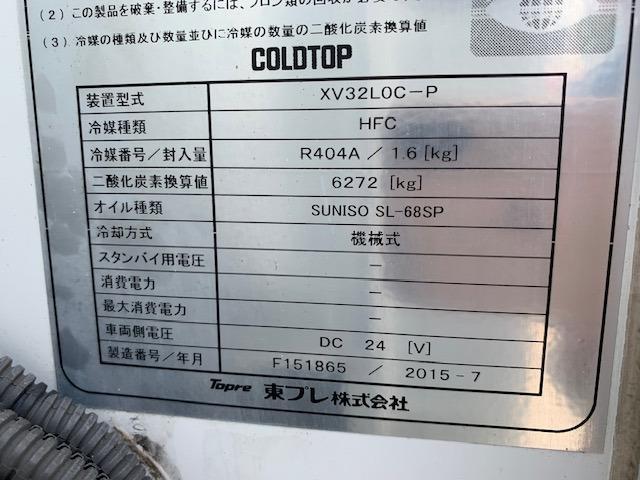 (2) この製品を破棄・整備するには、フロン類の回収が必要で
(3) 冷媒の種類及び数量並びに冷媒の数量の二酸化炭素換算値
COLDTOP
装置型式 XV32L0C-P
冷媒種類 HFC
冷媒番号/封入量 R404A / 1.6 [kg]
二酸化炭素換算値 6272 [kg]
オイル種類 SUNISO SL-68SP
冷却方式 機械式
スタンバイ用電圧 —
消費電力 —
最大消費電力 —
車両側電圧 DC 24 [V]
製造番号/年月 F151865 / 2015-7
Topre 東プレ株式会社